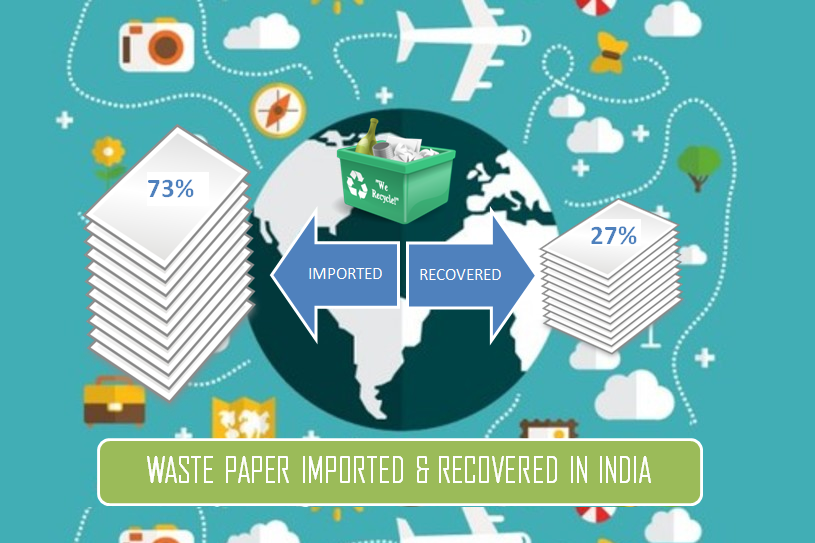 73%
"We
Recycle!"
27%
IMPORTED
RECOVERED
WASTE PAPER IMPORTED & RECOVERED IN INDIA